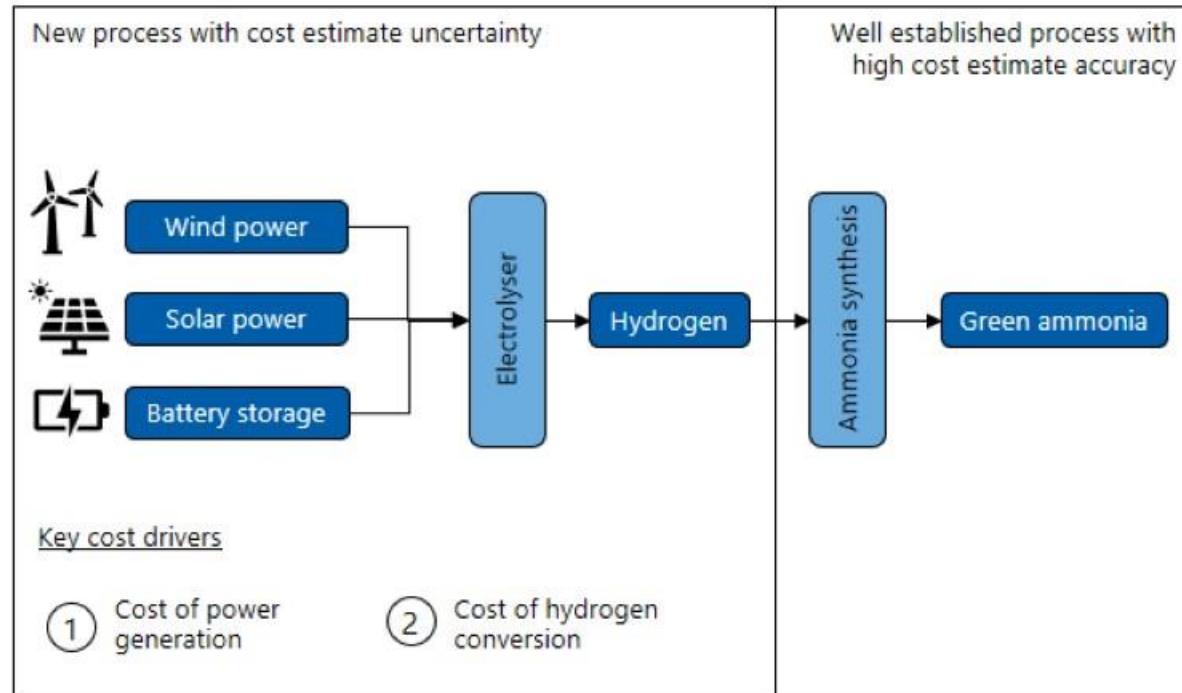 New process with cost estimate uncertainty
Well established process with
high cost estimate accuracy
Wind power
Solar power
Battery storage
Electrolyser
Hydrogen
Ammonia synthesis
Green ammonia
Key cost drivers
1
Cost of power
generation
2
Cost of hydrogen
conversion